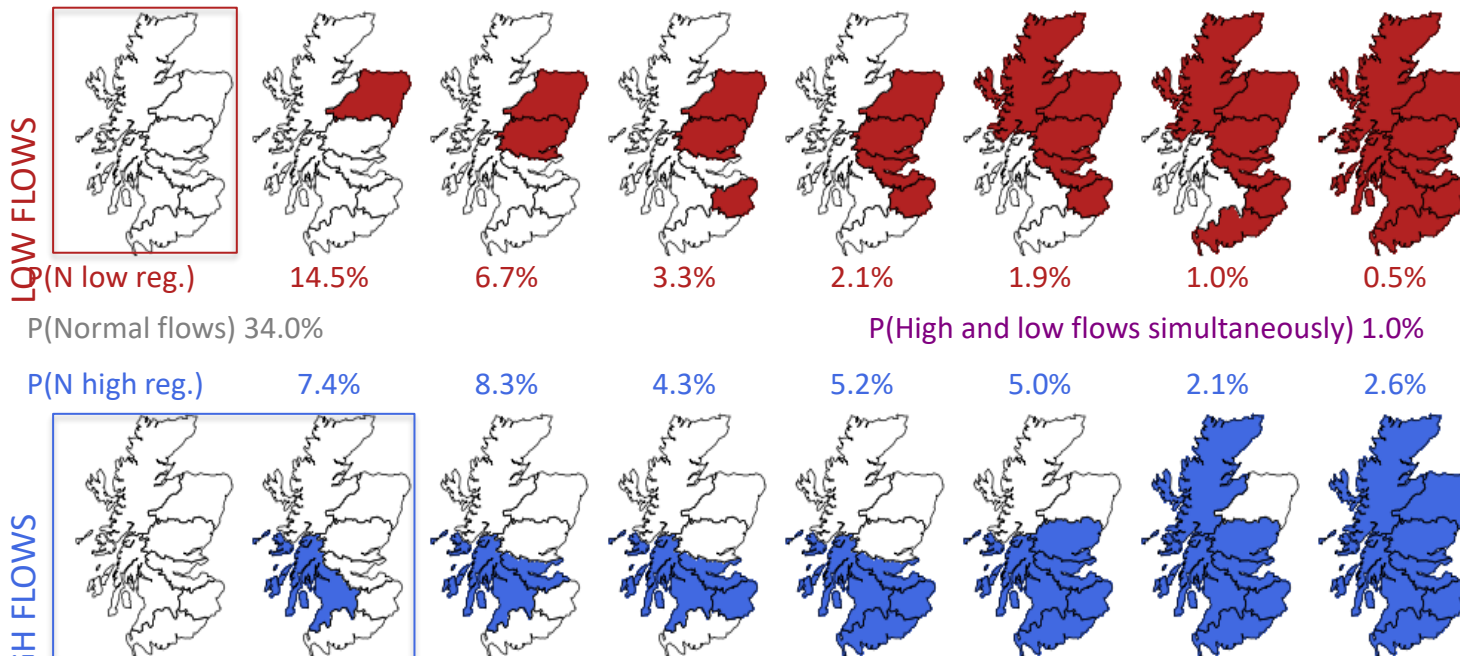 LOW FLOWS
P(N low reg.) 14.5% 6.7% 3.3% 2.1% 1.9% 1.0% 0.5%
P(Normal flows) 34.0% P(High and low flows simultaneously) 1.0%
P(N high reg.) 7.4% 8.3% 4.3% 5.2% 5.0% 2.1% 2.6%
GH FLOWS